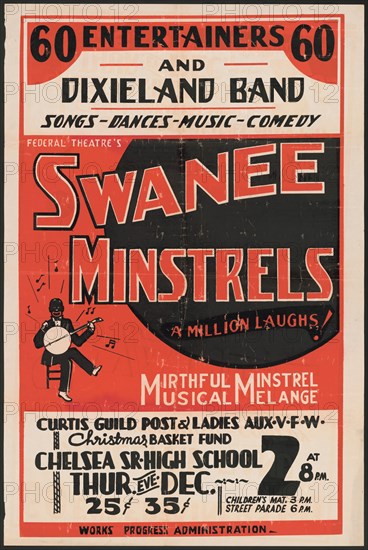 60 ENTERTAINERS 60
AND
DIXIELAND BAND
SONGS-DANCES-MUSIC-COMEDY
FEDERAL THEATRE'S
SWANEE
MINSTRELS
A MILLION LAUGHS!
MIRTHFUL MINSTREL
MUSICAL MELANGE
CURTIS GUILD POST & LADIES AUX·V·F·W·
Christmas BASKET FUND
CHELSEA SR·HIGH SCHOOL
THUR. EVE. DEC. 2 AT 8 P.M.
25¢ 35¢
CHILDREN'S MAT. 3 P.M.
STREET PARADE 6 P.M.
WORKS PROGRESS ADMINISTRATION
PHOTO12